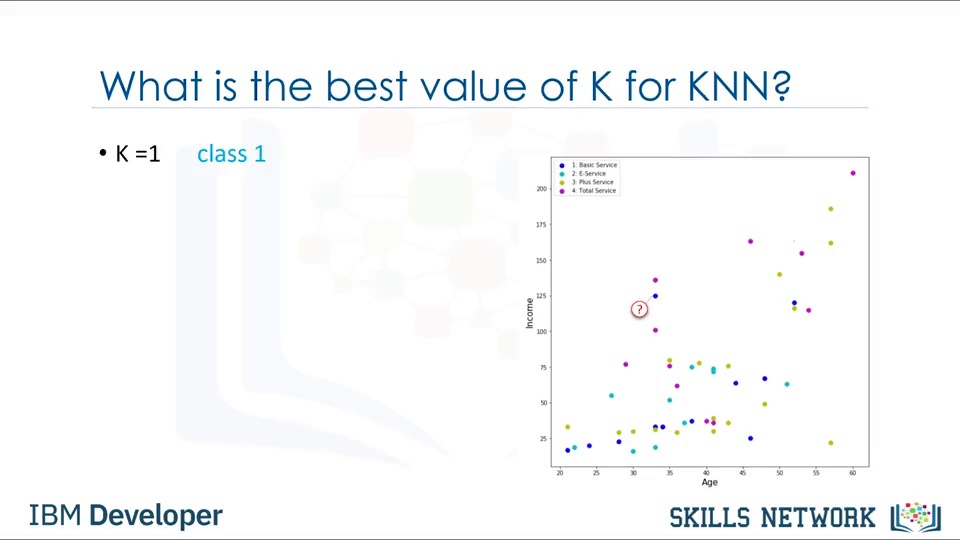 What is the best value of K for KNN?
• K =1 class 1
1: Basic Service
2: E-Service
3: Plus Service
4: Total Service
200
175
150
125
100
75
50
25
Income
?
20 25 30 35 40 45 50 55 60
Age
IBM Developer
SKILLS NETWORK